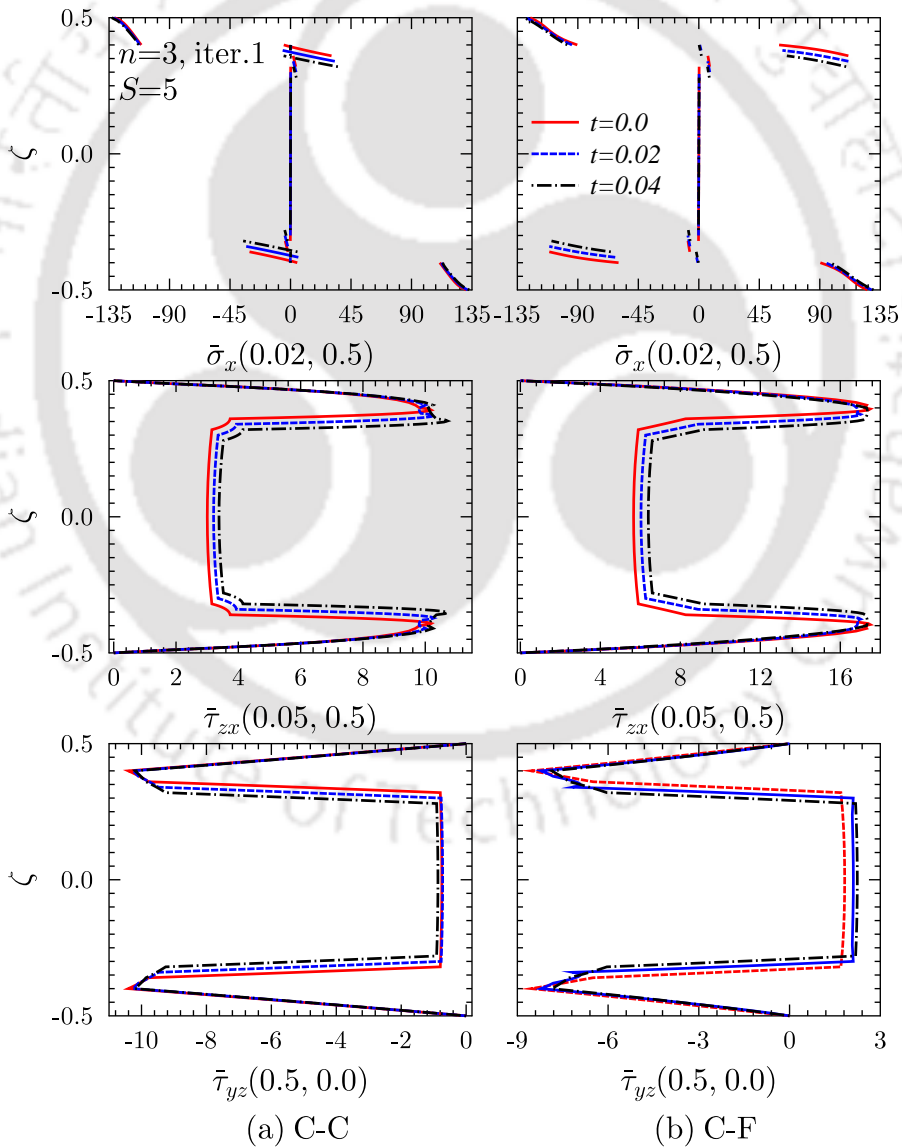 0.5
0.0
-0.5
ζ
n=3, iter.1
S=5
-135 -90 -45 0 45 90 135
σ̄x(0.02, 0.5)
t=0.0
t=0.02
t=0.04
-135 -90 -45 0 45 90 135
σ̄x(0.02, 0.5)
0.5
0.0
-0.5
ζ
0 2 4 6 8 10
τ̄zx(0.05, 0.5)
0 4 8 12 16
τ̄zx(0.05, 0.5)
0.5
0.0
-0.5
ζ
-10 -8 -6 -4 -2 0
τ̄yz(0.5, 0.0)
(a) C-C
-9 -6 -3 0 3
τ̄yz(0.5, 0.0)
(b) C-F
Institute of Technology